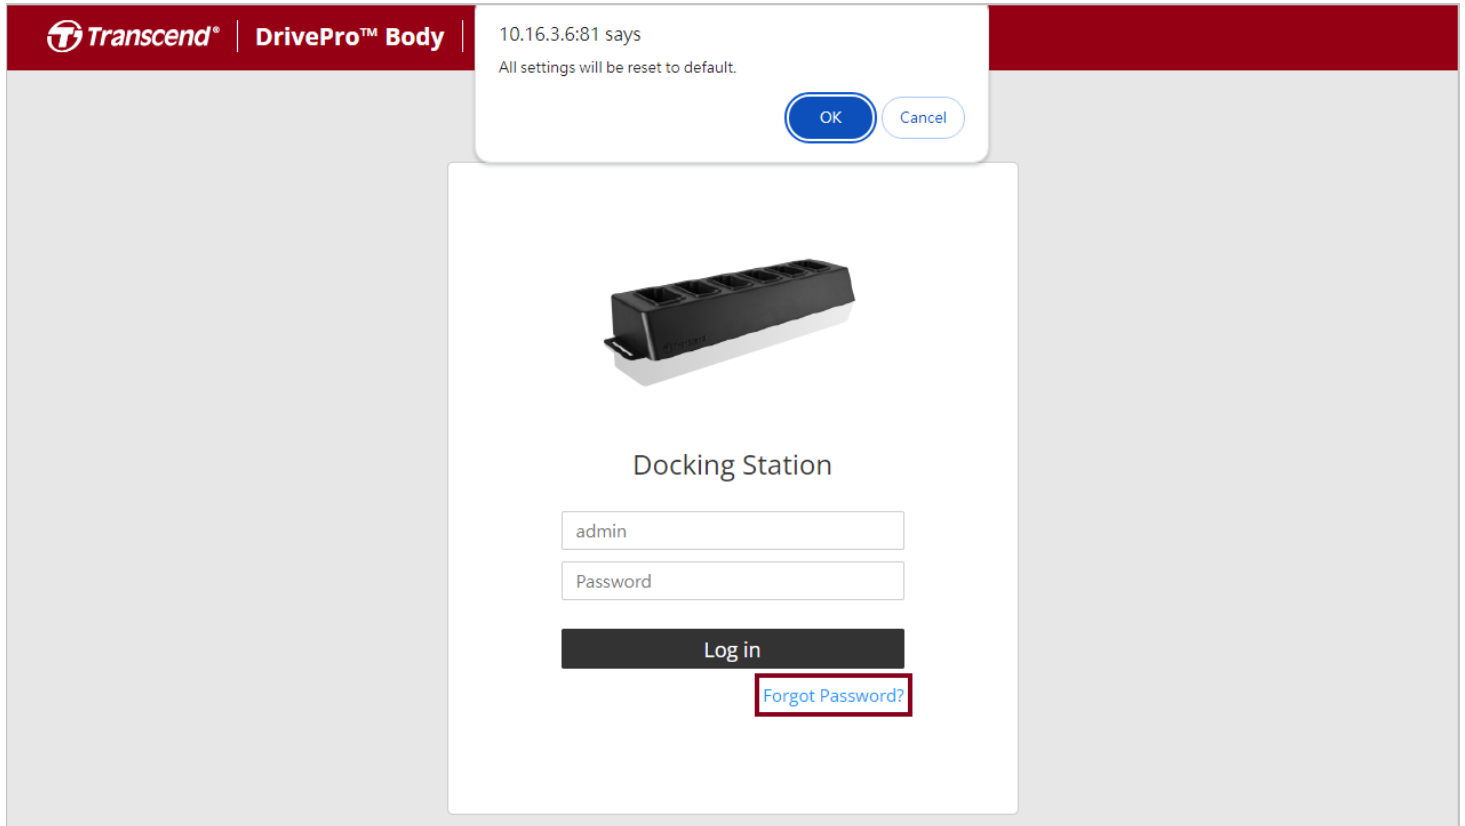 Transcend® | DrivePro™ Body |
10.16.3.6:81 says
All settings will be reset to default.
OK Cancel
Transcend
Docking Station
admin
Password
Log in
Forgot Password?